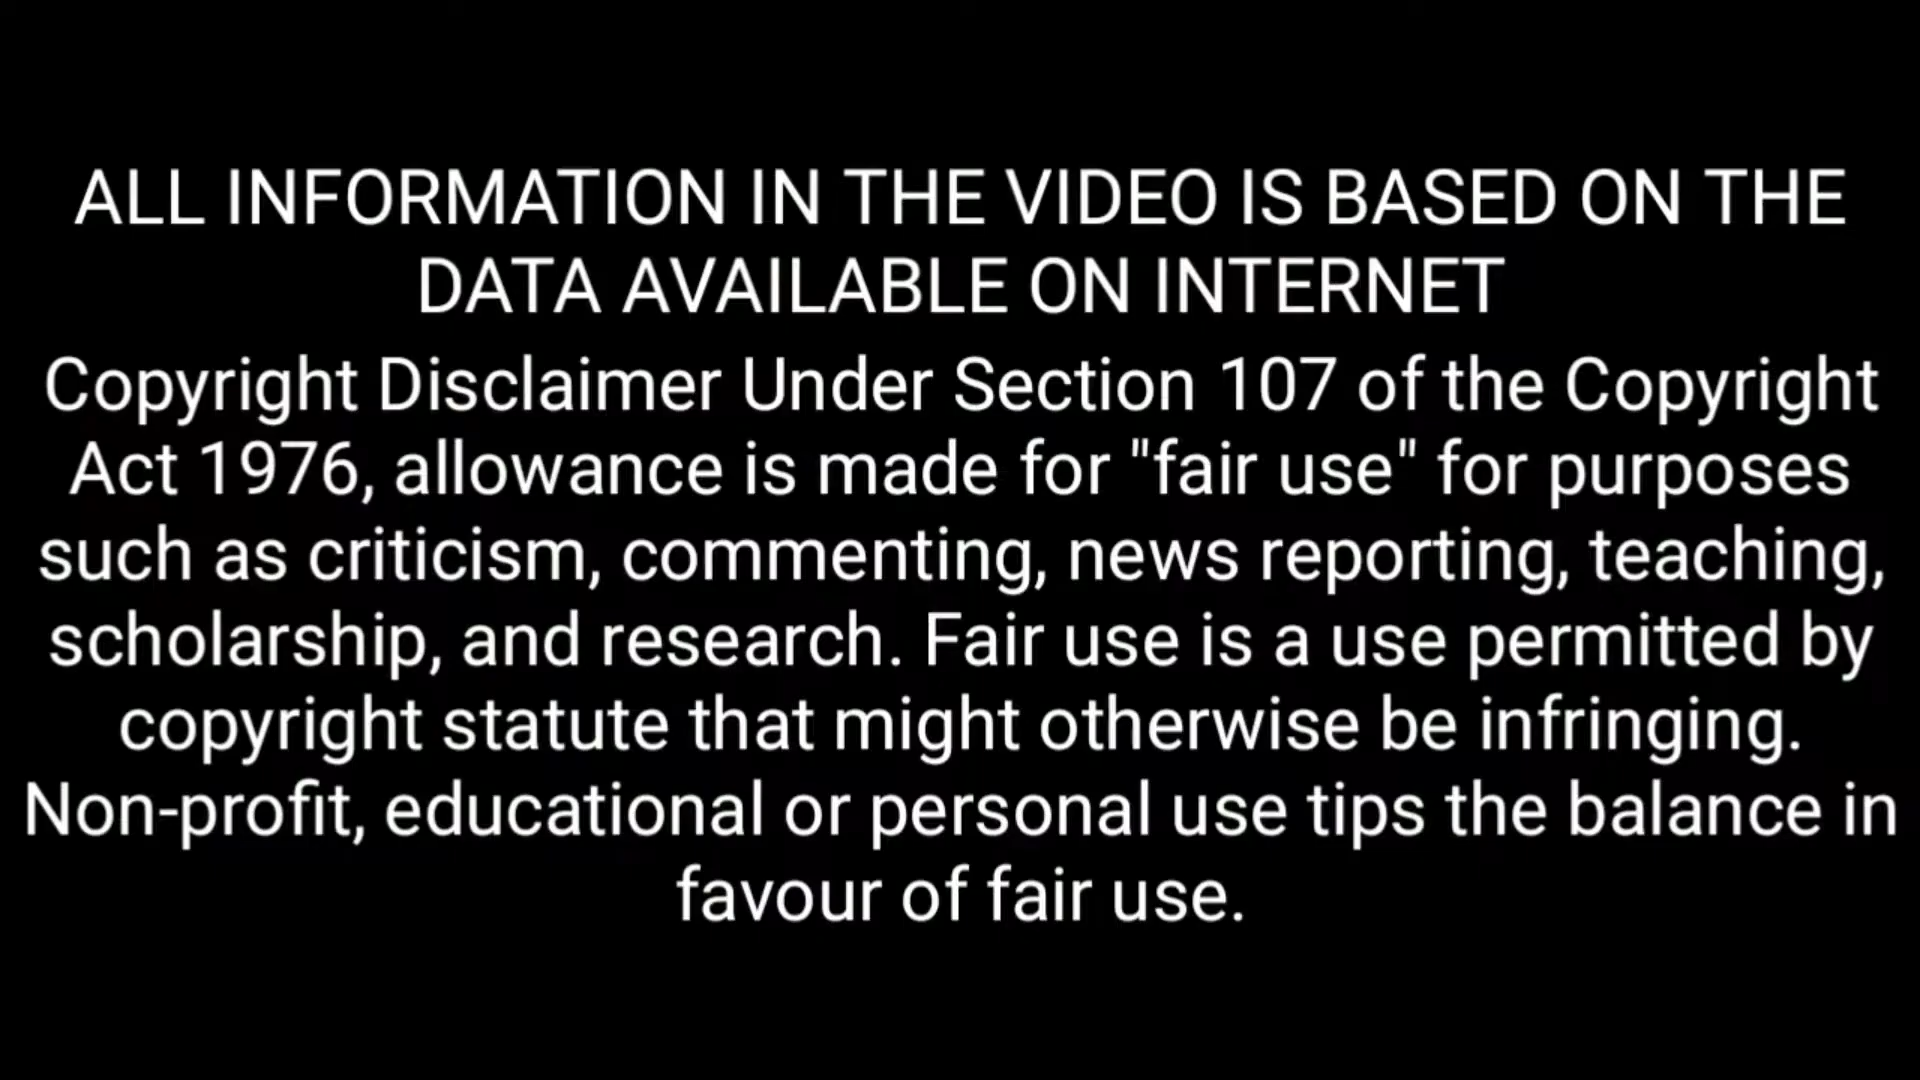 ALL INFORMATION IN THE VIDEO IS BASED ON THE
DATA AVAILABLE ON INTERNET
Copyright Disclaimer Under Section 107 of the Copyright
Act 1976, allowance is made for "fair use" for purposes
such as criticism, commenting, news reporting, teaching,
scholarship, and research. Fair use is a use permitted by
copyright statute that might otherwise be infringing.
Non-profit, educational or personal use tips the balance in
favour of fair use.